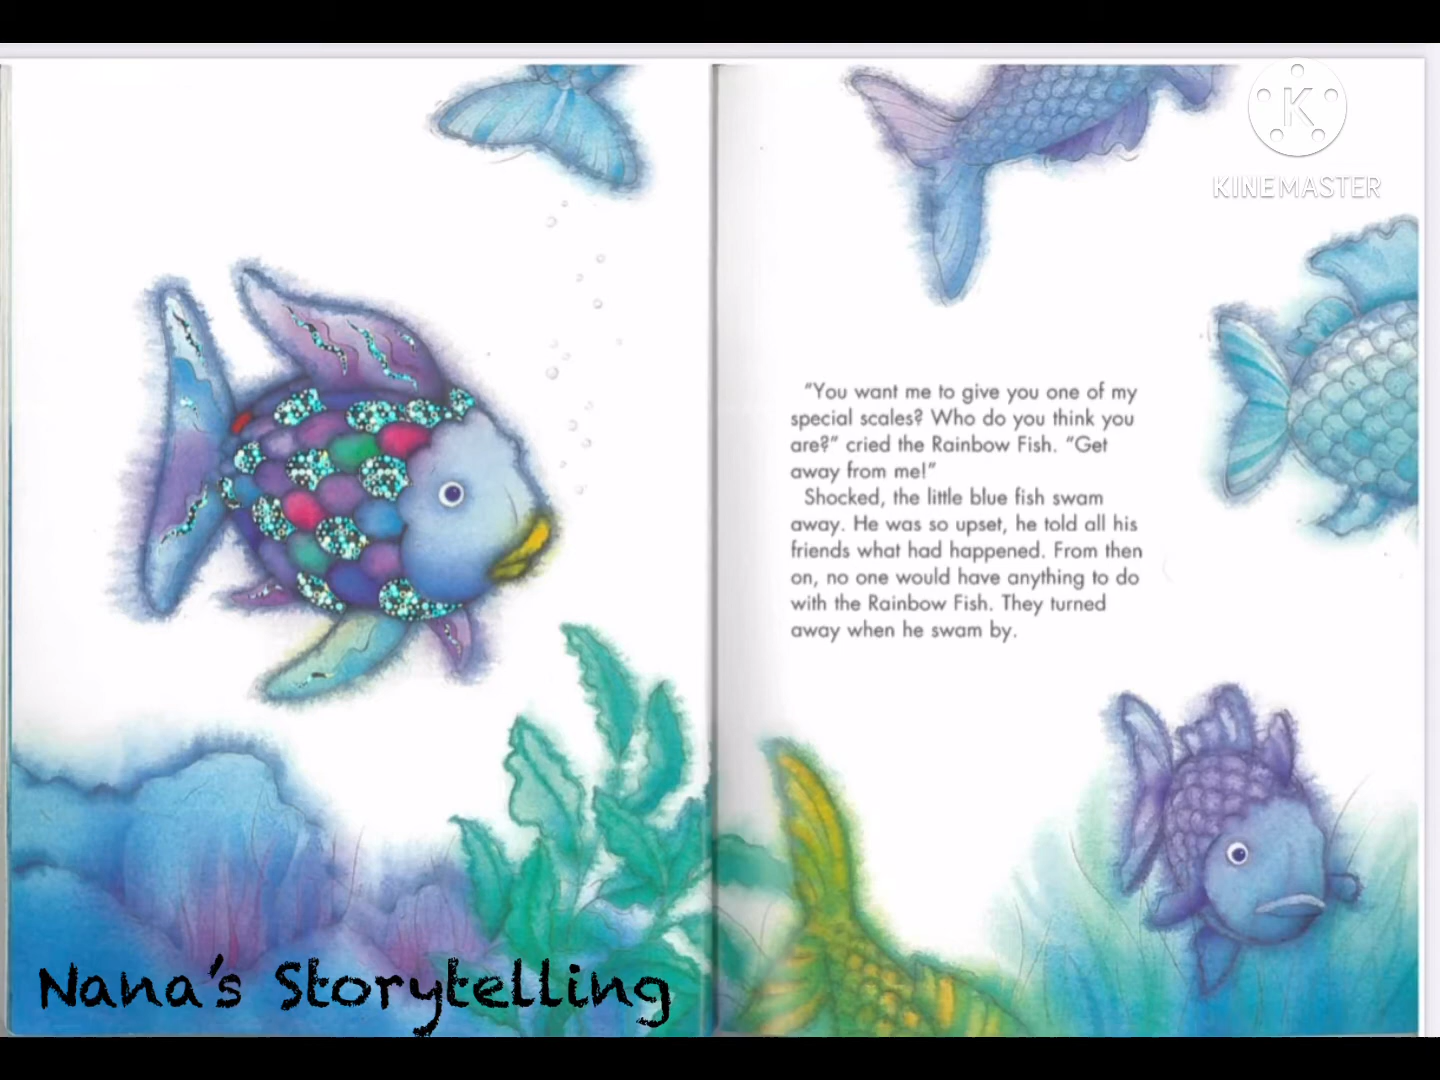 KINEMASTER
"You want me to give you one of my
special scales? Who do you think you
are?" cried the Rainbow Fish. "Get
away from me!"
Shocked, the little blue fish swam
away. He was so upset, he told all his
friends what had happened. From then
on, no one would have anything to do
with the Rainbow Fish. They turned
away when he swam by.
Nana's Storytelling